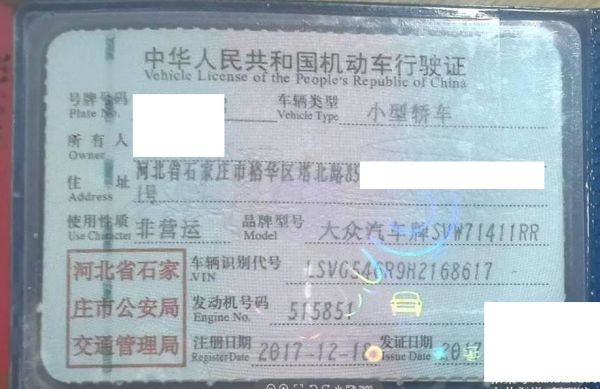 中华人民共和国机动车行驶证
Vehicle License of the People's Republic of China
号牌号码
Plate No.
车辆类型
Vehicle Type
小型轿车
所有人
Owner
住址
Address
河北省石家庄市裕华区塔北路85
1号
使用性质
Use Character
非营运
品牌型号
Model
大众汽车牌SVW71411RR
河北省石家
庄市公安局
交通管理局
车辆识别代号
VIN
LSVG546R9H2168617
发动机号码
Engine No.
515851
注册日期
Register Date
2017-12-18
发证日期
Issue Date
2017